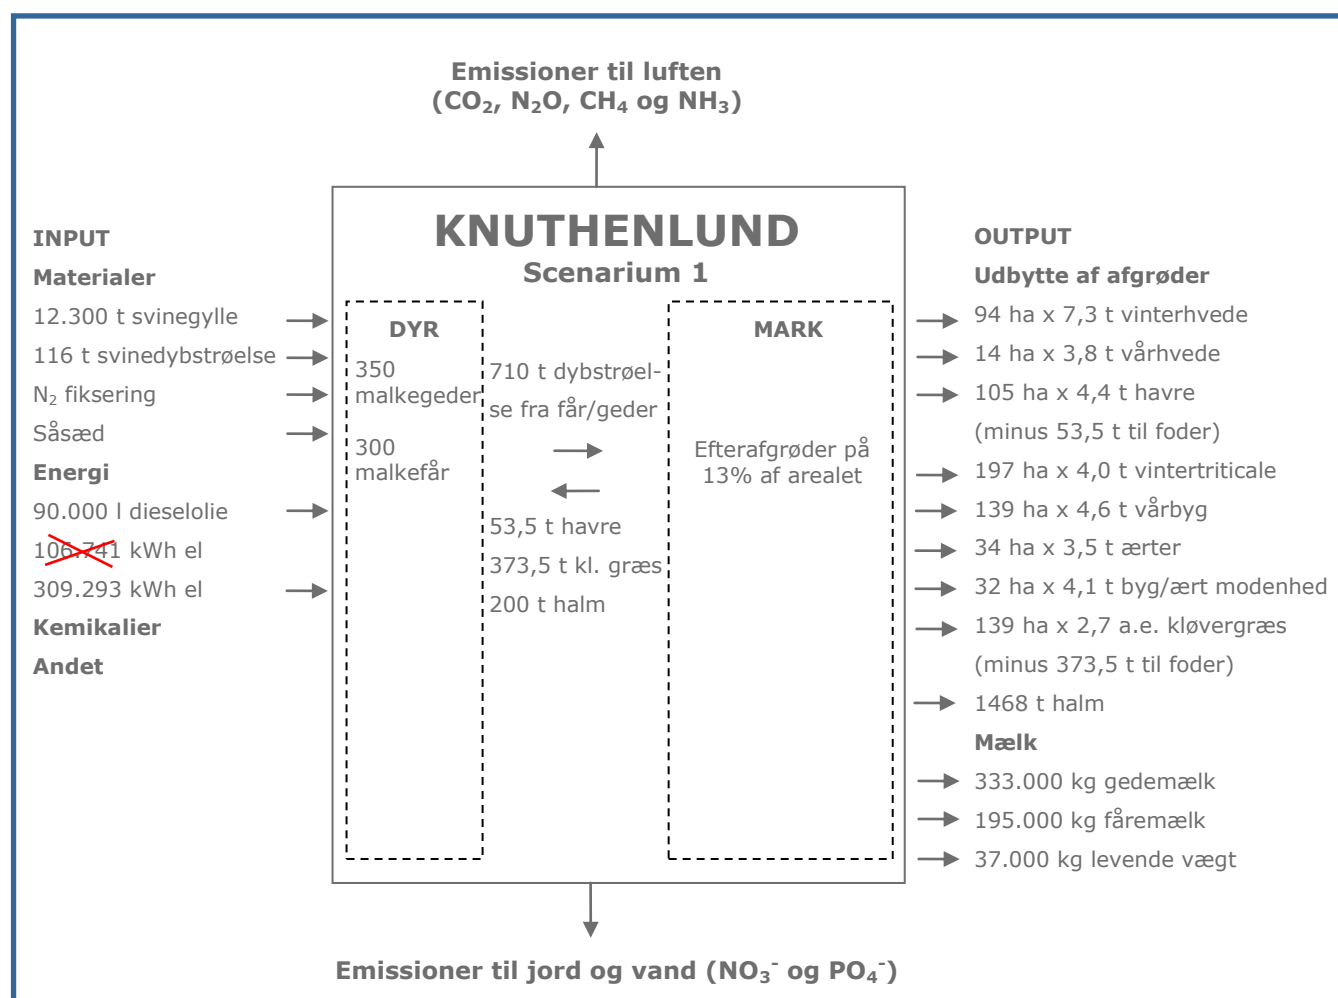 Emissioner til luften
(CO₂, N₂O, CH₄ og NH₃)
KNUTHENLUND
Scenarium 1
INPUT
Materialer
12.300 t svinegylle
116 t svinedybstrøelse
N₂ fiksering
Såsæd
Energi
90.000 l dieselolie
106.741 kWh el
309.293 kWh el
Kemikalier
Andet
DYR
350
malkegeder
300
malkefår
710 t dybstrøel-
se fra får/geder
53,5 t havre
373,5 t kl. græs
200 t halm
MARK
Efterafgrøder på
13% af arealet
OUTPUT
Udbytte af afgrøder
94 ha x 7,3 t vinterhvede
14 ha x 3,8 t vårhvede
105 ha x 4,4 t havre
(minus 53,5 t til foder)
197 ha x 4,0 t vintertriticale
139 ha x 4,6 t vårbyg
34 ha x 3,5 t ærter
32 ha x 4,1 t byg/ært modenhed
139 ha x 2,7 a.e. kløvergræs
(minus 373,5 t til foder)
1468 t halm
Mælk
333.000 kg gedemælk
195.000 kg fåremælk
37.000 kg levende vægt
Emissioner til jord og vand (NO₃⁻ og PO₄⁻)